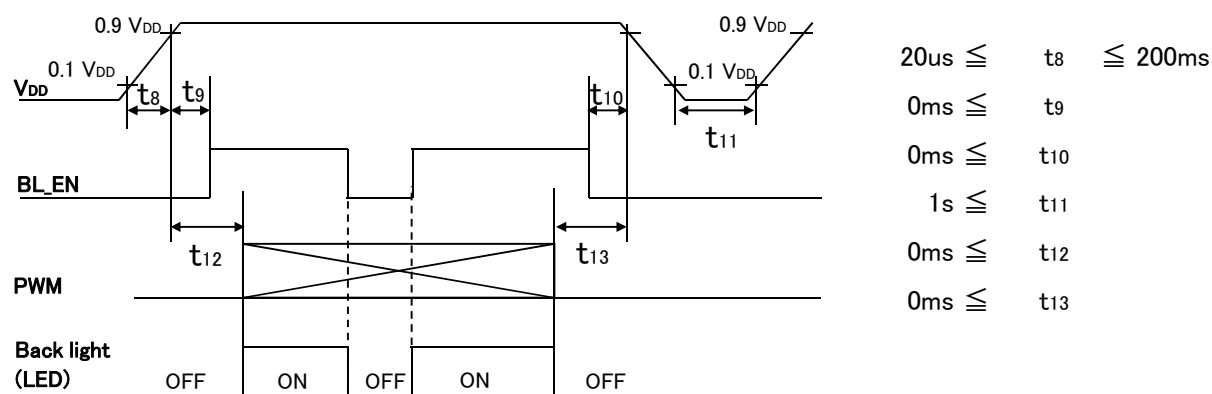 0.9 VDD
0.9 VDD
0.1 VDD
0.1 VDD
VDD
t8
t9
t10
t11
BL_EN
t12
t13
PWM
Back light
(LED)
OFF
ON
OFF
ON
OFF
20us ≦ t8 ≦ 200ms
0ms ≦ t9
0ms ≦ t10
1s ≦ t11
0ms ≦ t12
0ms ≦ t13